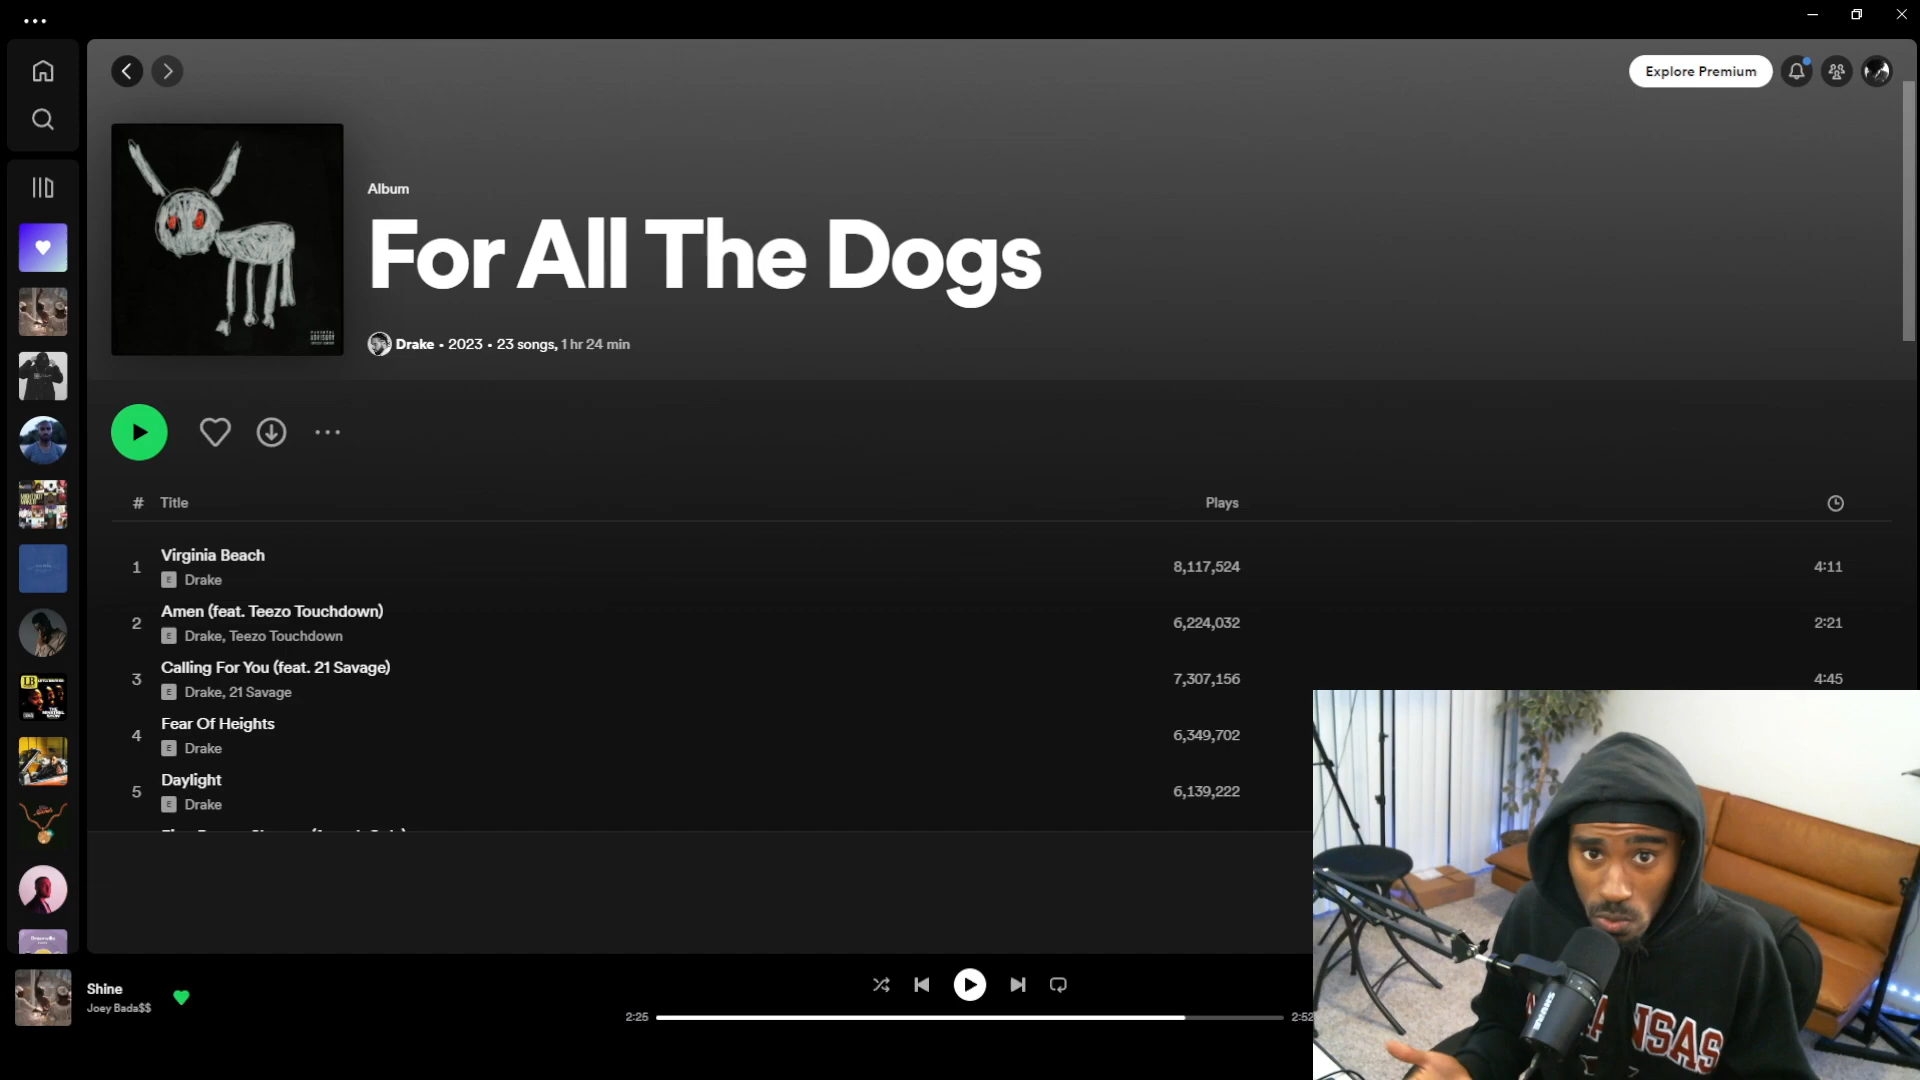 Explore Premium
Album
For All The Dogs
Drake • 2023 • 23 songs, 1 hr 24 min
# Title Plays
1 Virginia Beach 8,117,524 4:11
E Drake
2 Amen (feat. Teezo Touchdown) 6,224,032 2:21
E Drake, Teezo Touchdown
3 Calling For You (feat. 21 Savage) 7,307,156 4:45
E Drake, 21 Savage
4 Fear Of Heights 6,349,702
E Drake
5 Daylight 6,139,222
E Drake
Shine
Joey Bada$$
2:25 2:52
SHURE
NSAS